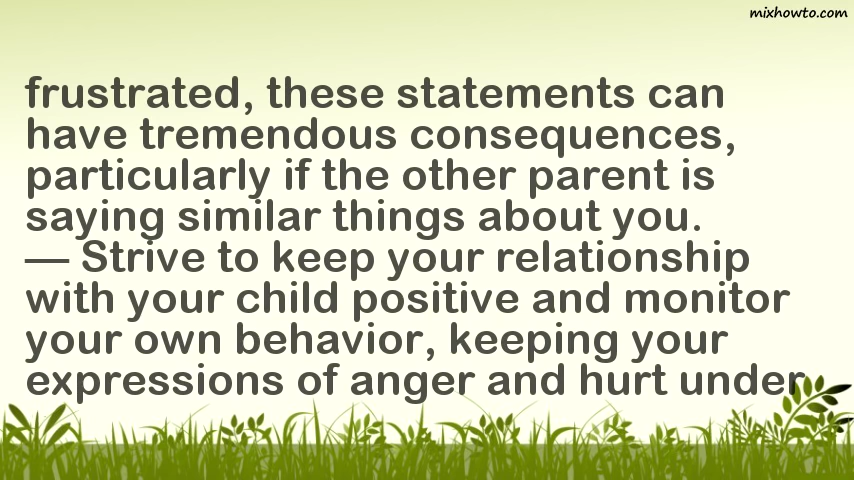 mixhowto.com
frustrated, these statements can
have tremendous consequences,
particularly if the other parent is
saying similar things about you.
— Strive to keep your relationship
with your child positive and monitor
your own behavior, keeping your
expressions of anger and hurt under